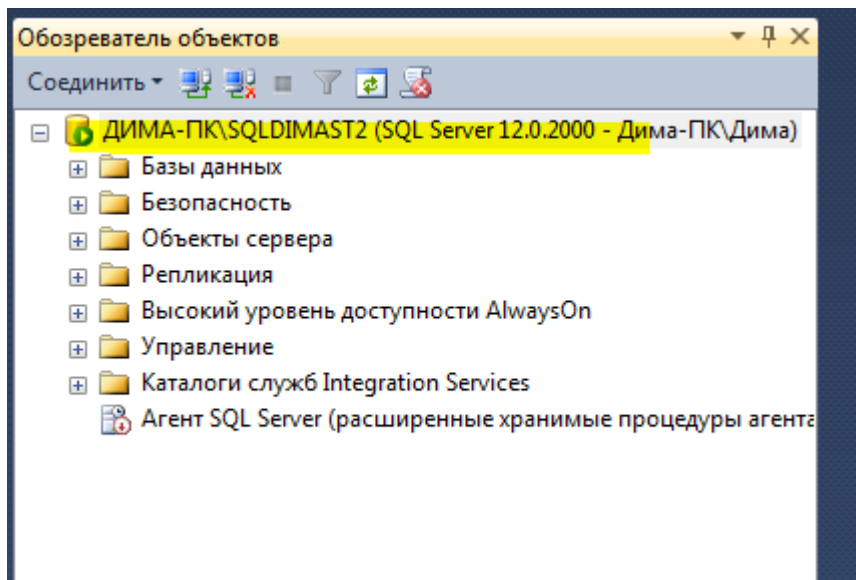 Обозреватель объектов
Соединить
ДИМА-ПК\SQLDIMAST2 (SQL Server 12.0.2000 - Дима-ПК\Дима)
Базы данных
Безопасность
Объекты сервера
Репликация
Высокий уровень доступности AlwaysOn
Управление
Каталоги служб Integration Services
Агент SQL Server (расширенные хранимые процедуры агента